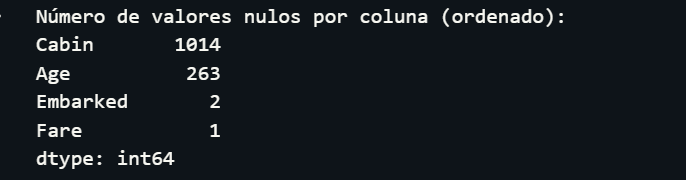 Número de valores nulos por coluna (ordenado):
Cabin 1014
Age 263
Embarked 2
Fare 1
dtype: int64